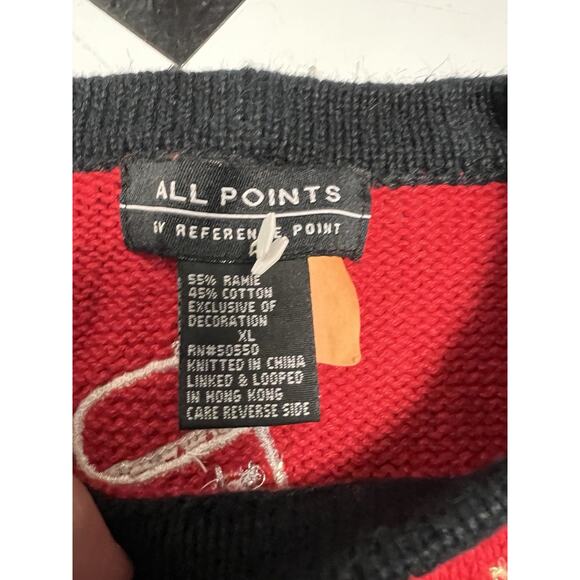 ALL POINTS
BY REFERENCE POINT
55% RAMIE
45% COTTON
EXCLUSIVE OF
DECORATION
XL
RN#50550
KNITTED IN CHINA
LINKED & LOOPED
IN HONG KONG
CARE REVERSE SIDE